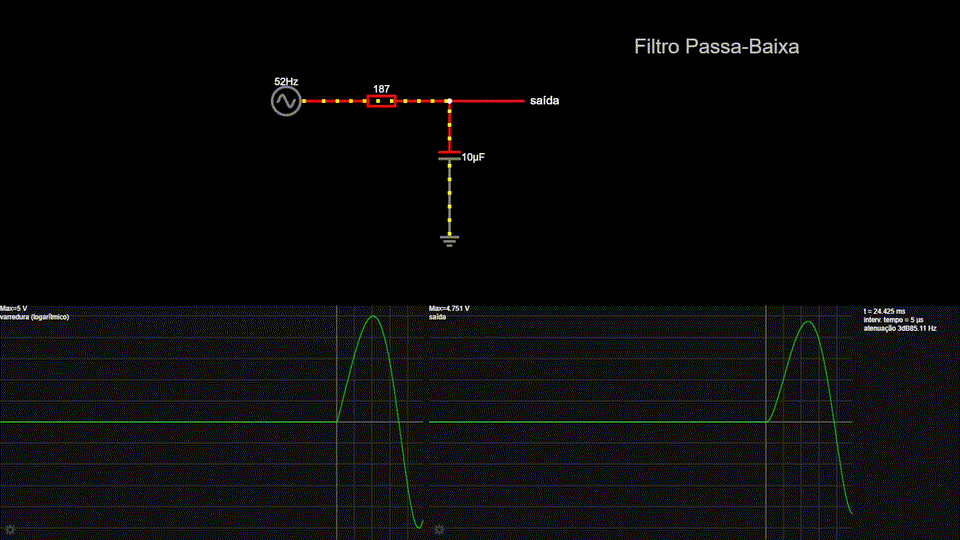 Filtro Passa-Baixa
52Hz
187
saída
10μF
Max=5 V
varredura (logarítmico)
Max=4.751 V
saída
t = 24.425 ms
interv. tempo = 5 μs
atenuação 3dB85.11 Hz